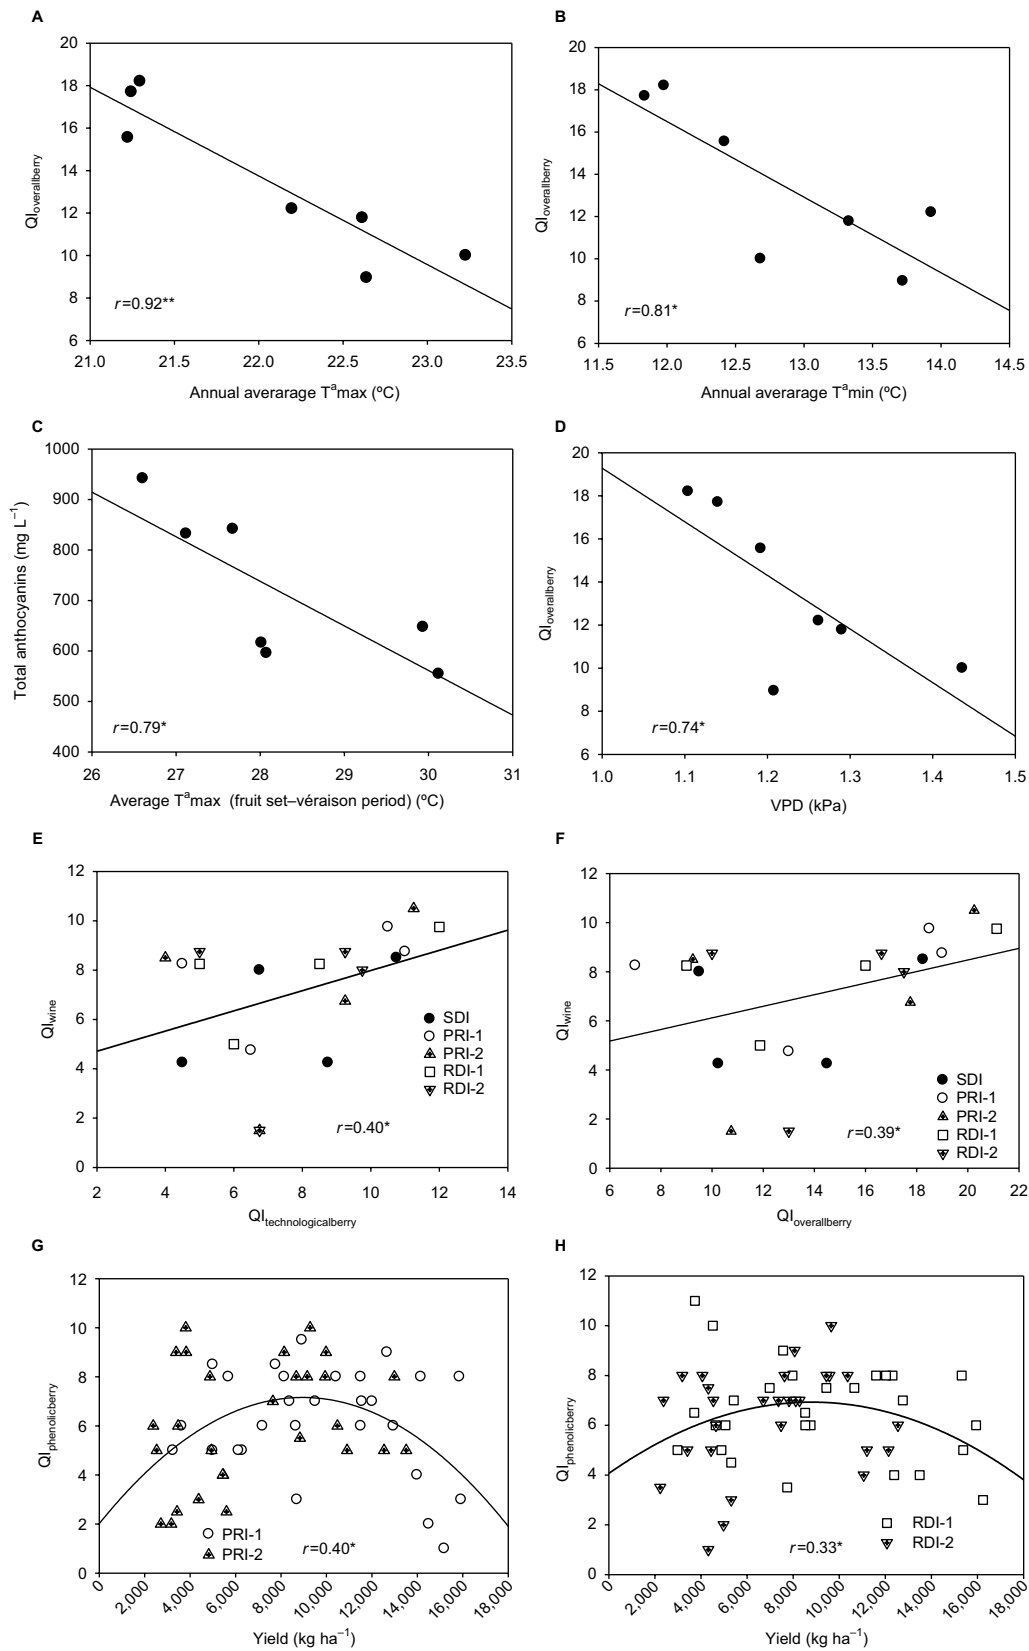 A
20
18
16
14
12
10
8
6
QIoverallberry
r=0.92**
21.0 21.5 22.0 22.5 23.0 23.5
Annual averarage Tªmax (ºC)
B
20
18
16
14
12
10
8
6
QIoverallberry
r=0.81*
11.5 12.0 12.5 13.0 13.5 14.0 14.5
Annual averarage Tªmin (ºC)
C
1000
900
800
700
600
500
400
Total anthocyanins (mg L−1)
r=0.79*
26 27 28 29 30 31
Average Tªmax (fruit set–véraison period) (ºC)
D
20
18
16
14
12
10
8
6
QIoverallberry
r=0.74*
1.0 1.1 1.2 1.3 1.4 1.5
VPD (kPa)
E
12
10
8
6
4
2
0
QIwine
SDI
PRI-1
PRI-2
RDI-1
RDI-2
r=0.40*
2 4 6 8 10 12 14
QItechnologicalberry
F
12
10
8
6
4
2
0
QIwine
SDI
PRI-1
PRI-2
RDI-1
RDI-2
r=0.39*
6 8 10 12 14 16 18 20 22
QIoverallberry
G
12
10
8
6
4
2
0
QIphenolicberry
PRI-1
PRI-2
r=0.40*
0 2,000 4,000 6,000 8,000 10,000 12,000 14,000 16,000 18,000
Yield (kg ha−1)
H
12
10
8
6
4
2
0
QIphenolicberry
RDI-1
RDI-2
r=0.33*
0 2,000 4,000 6,000 8,000 10,000 12,000 14,000 16,000 18,000
Yield (kg ha−1)